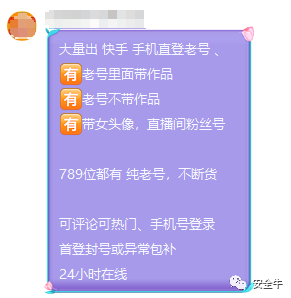 大量出 快手 手机直登老号 、
有老号里面带作品
有老号不带作品
有带女头像，直播间粉丝号
789位都有 纯老号，不断货
可评论可热门、手机号登录
首登封号或异常包补
24小时在线
安全牛